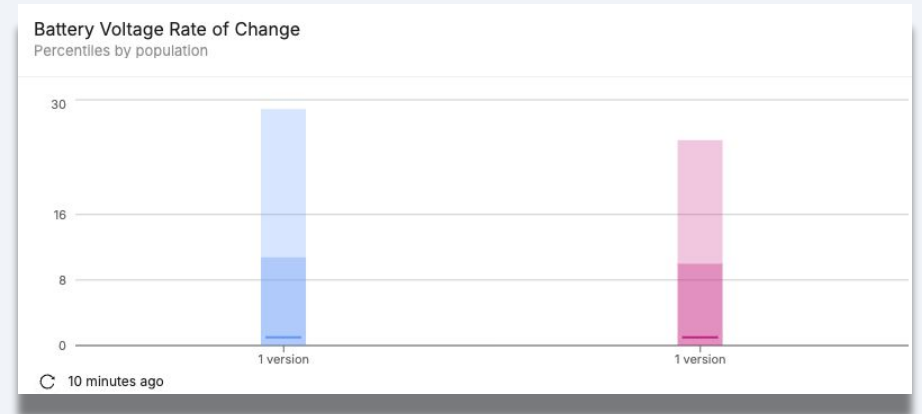 Battery Voltage Rate of Change
Percentiles by population
30
16
8
0
1 version
1 version
10 minutes ago